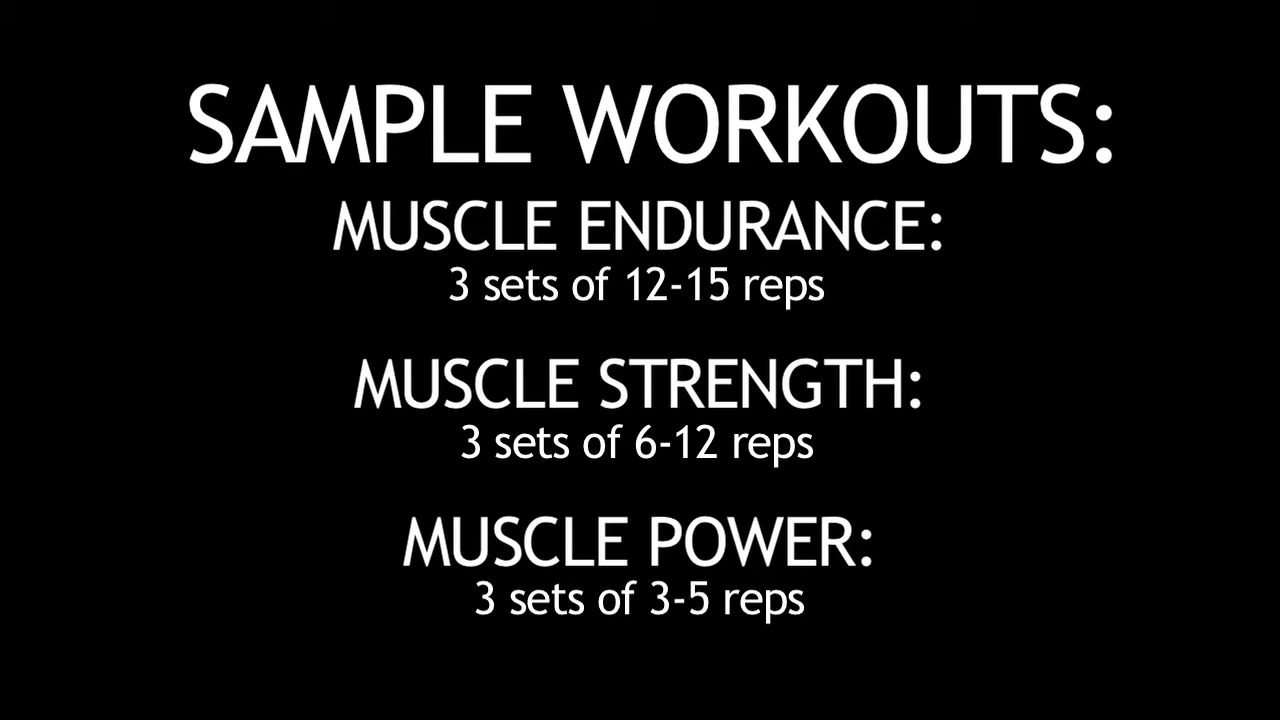 SAMPLE WORKOUTS:
MUSCLE ENDURANCE:
3 sets of 12-15 reps
MUSCLE STRENGTH:
3 sets of 6-12 reps
MUSCLE POWER:
3 sets of 3-5 reps